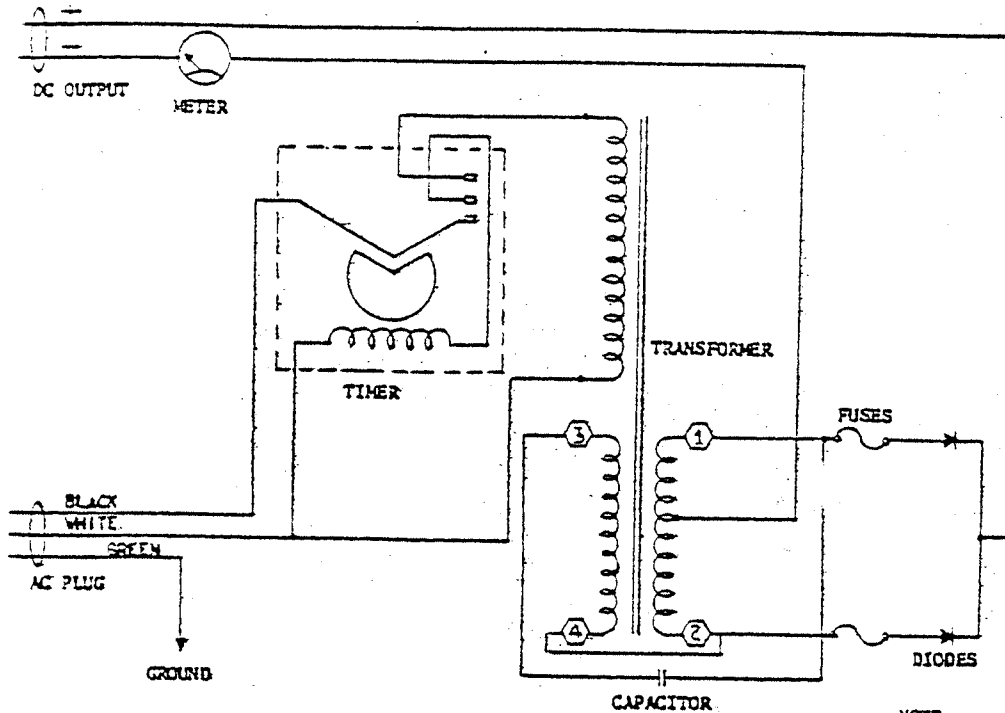 DC OUTPUT
METER
TIMER
TRANSFORMER
3
1
FUSES
BLACK
WHITE
GREEN
AC PLUG
GROUND
4
2
DIODES
CAPACITOR